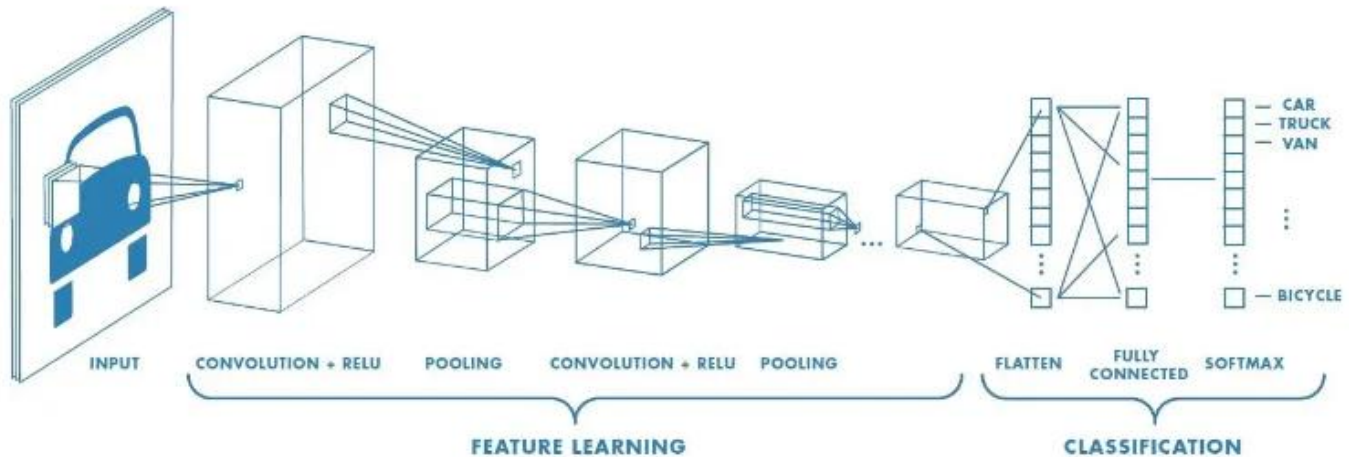 CAR
TRUCK
VAN
BICYCLE
INPUT
CONVOLUTION + RELU
POOLING
CONVOLUTION + RELU
POOLING
FLATTEN
FULLY
CONNECTED
SOFTMAX
FEATURE LEARNING
CLASSIFICATION